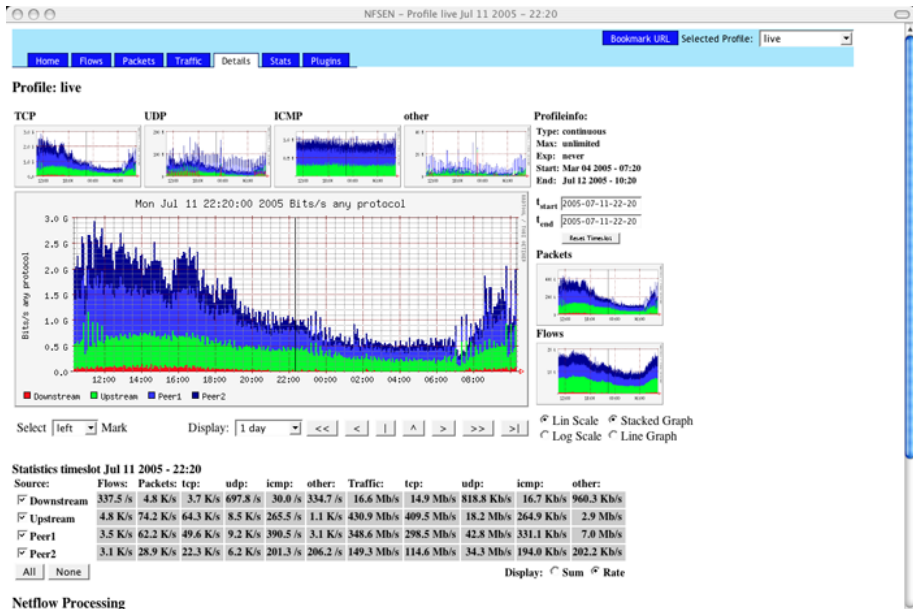 NFSEN - Profile live Jul 11 2005 - 22:20
Bookmark URL Selected Profile: live
Home Flows Packets Traffic Details Stats Plugins
Profile: live
TCP UDP ICMP other Profileinfo:
Type: continuous
Max: unlimited
Exp: never
Start: Mar 04 2005 - 07:20
End: Jul 12 2005 - 10:20
Mon Jul 11 22:20:00 2005 Bits/s any protocol
Bits/s any protocol
3.0 G
2.5 G
2.0 G
1.5 G
1.0 G
0.5 G
0.0
12:00 14:00 16:00 18:00 20:00 22:00 00:00 02:00 04:00 06:00 08:00
Downstream Upstream Peer1 Peer2
tstart 2005-07-11-22-20
tend 2005-07-11-22-20
Reset Timeslot
Packets
Flows
Lin Scale Stacked Graph
Log Scale Line Graph
Select left Mark Display: 1 day << < | ^ > >> >|
Statistics timeslot Jul 11 2005 - 22:20
Source: Flows: Packets: tcp: udp: icmp: other: Traffic: tcp: udp: icmp: other:
Downstream 337.5 /s 4.8 K/s 3.7 K/s 697.8 /s 30.0 /s 334.7 /s 16.6 Mb/s 14.9 Mb/s 818.8 Kb/s 16.7 Kb/s 960.3 Kb/s
Upstream 4.8 K/s 74.2 K/s 64.3 K/s 8.5 K/s 265.5 /s 1.1 K/s 430.9 Mb/s 409.5 Mb/s 18.2 Mb/s 264.9 Kb/s 2.9 Mb/s
Peer1 3.5 K/s 62.2 K/s 49.6 K/s 9.2 K/s 390.5 /s 3.1 K/s 348.6 Mb/s 298.5 Mb/s 42.8 Mb/s 331.1 Kb/s 7.0 Mb/s
Peer2 3.1 K/s 28.9 K/s 22.3 K/s 6.2 K/s 201.3 /s 206.2 /s 149.3 Mb/s 114.6 Mb/s 34.3 Mb/s 194.0 Kb/s 202.2 Kb/s
All None Display: Sum Rate
Netflow Processing